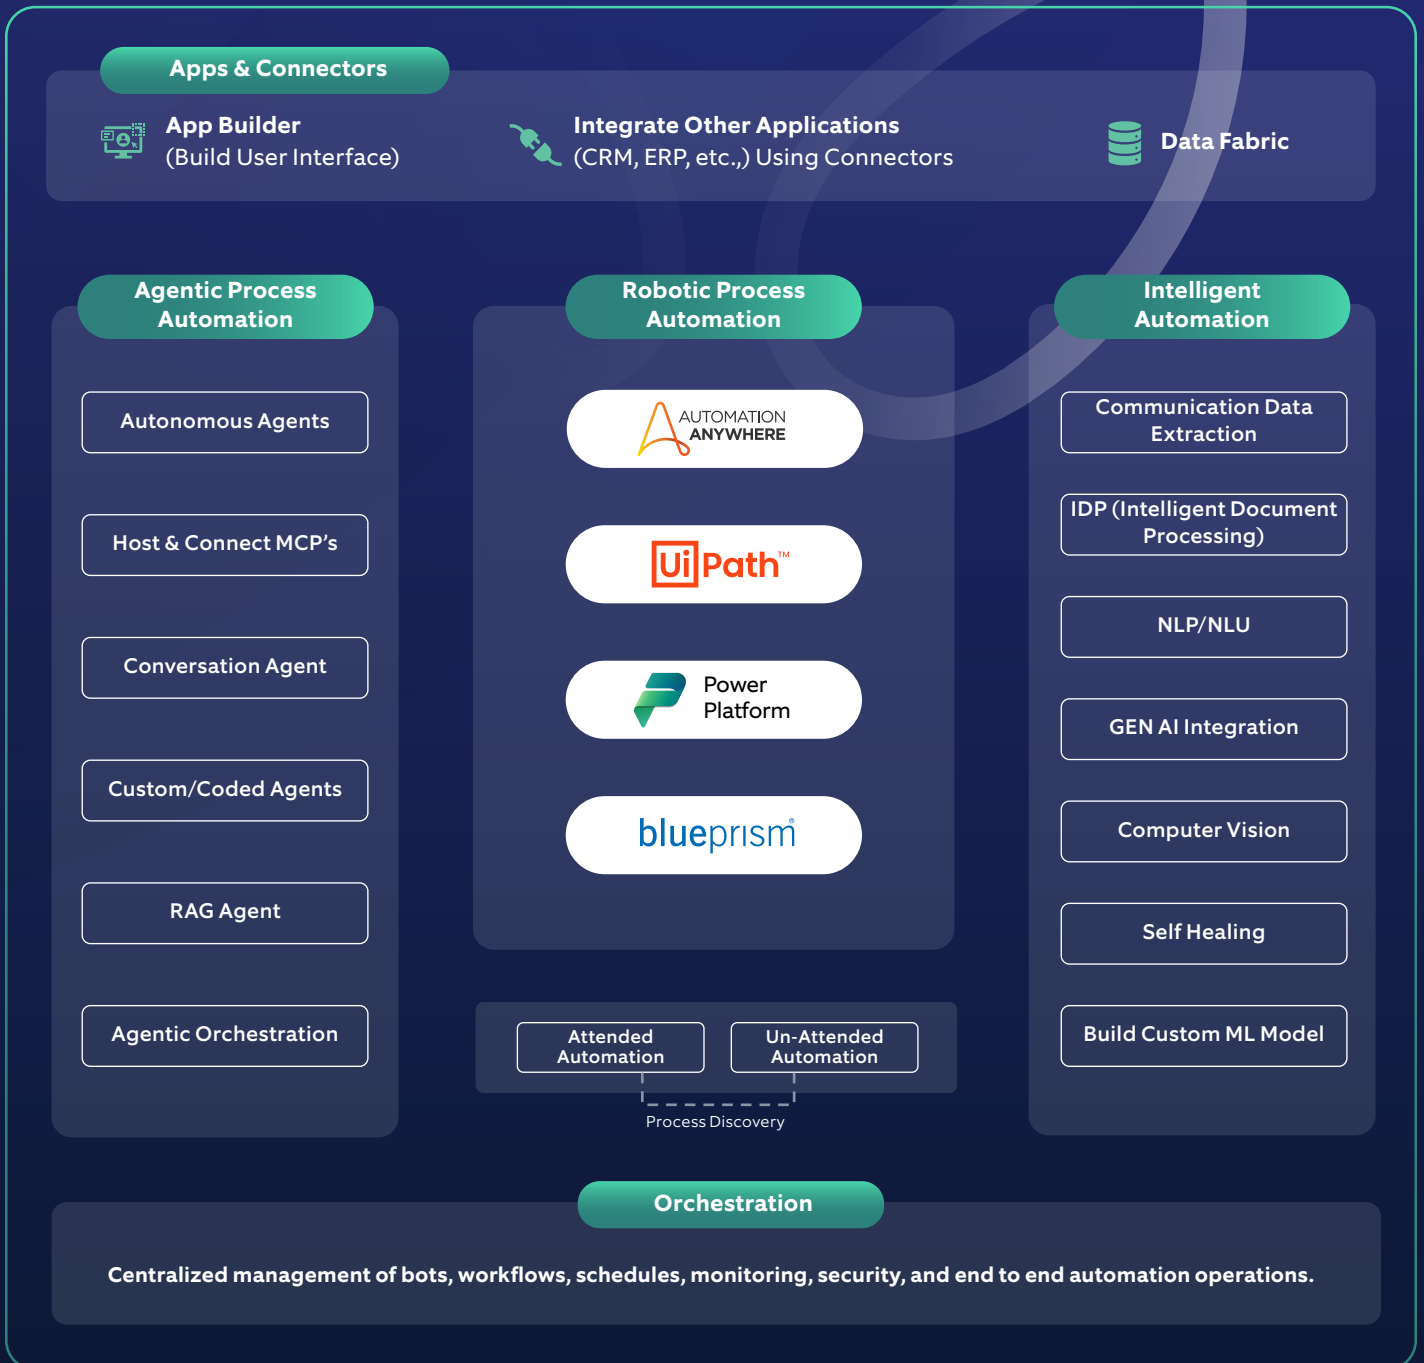 Apps & Connectors
App Builder
(Build User Interface)
Integrate Other Applications
(CRM, ERP, etc.,) Using Connectors
Data Fabric
Agentic Process
Automation
Autonomous Agents
Host & Connect MCP’s
Conversation Agent
Custom/Coded Agents
RAG Agent
Agentic Orchestration
Robotic Process
Automation
AUTOMATION
ANYWHERE
UiPath™
Power
Platform
blueprism®
Attended
Automation
Un-Attended
Automation
Process Discovery
Intelligent
Automation
Communication Data
Extraction
IDP (Intelligent Document
Processing)
NLP/NLU
GEN AI Integration
Computer Vision
Self Healing
Build Custom ML Model
Orchestration
Centralized management of bots, workflows, schedules, monitoring, security, and end to end automation operations.